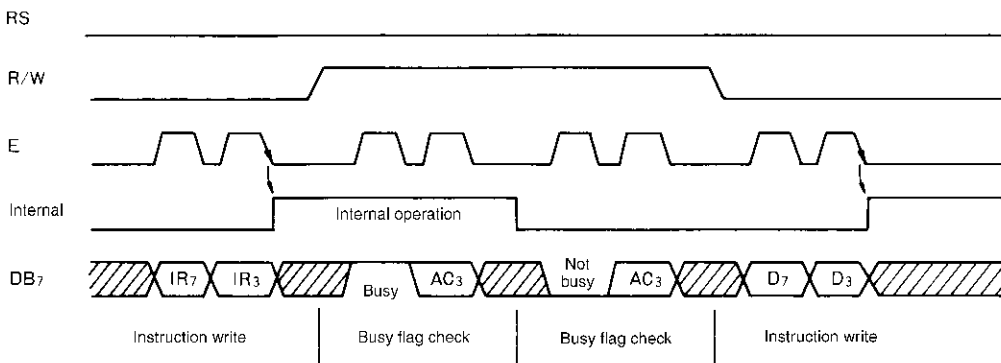 RS
R/W
E
Internal
Internal operation
DB7
IR7 IR3 Busy AC3 Not busy AC3 D7 D3
Instruction write Busy flag check Busy flag check Instruction write